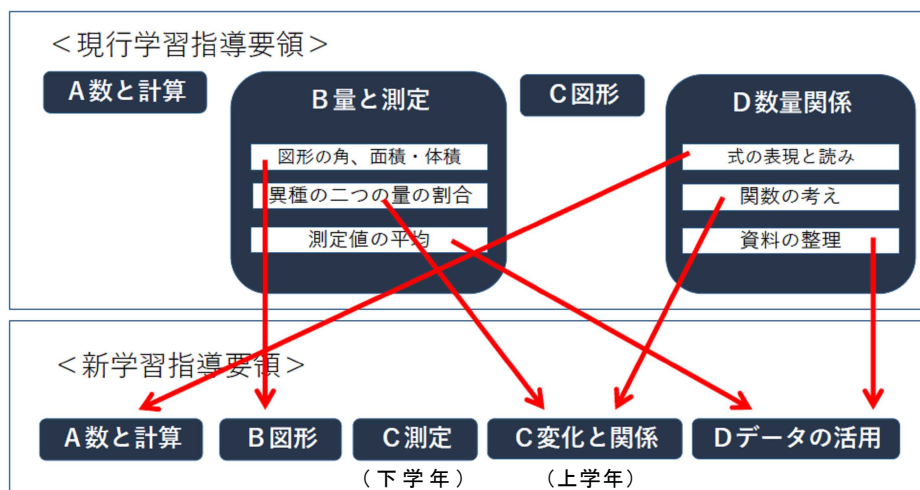 ＜現行学習指導要領＞
A数と計算
B量と測定
図形の角、面積・体積
異種の二つの量の割合
測定値の平均
C図形
D数量関係
式の表現と読み
関数の考え
資料の整理
＜新学習指導要領＞
A数と計算
B図形
C測定
C変化と関係
Dデータの活用
（下学年）
（上学年）